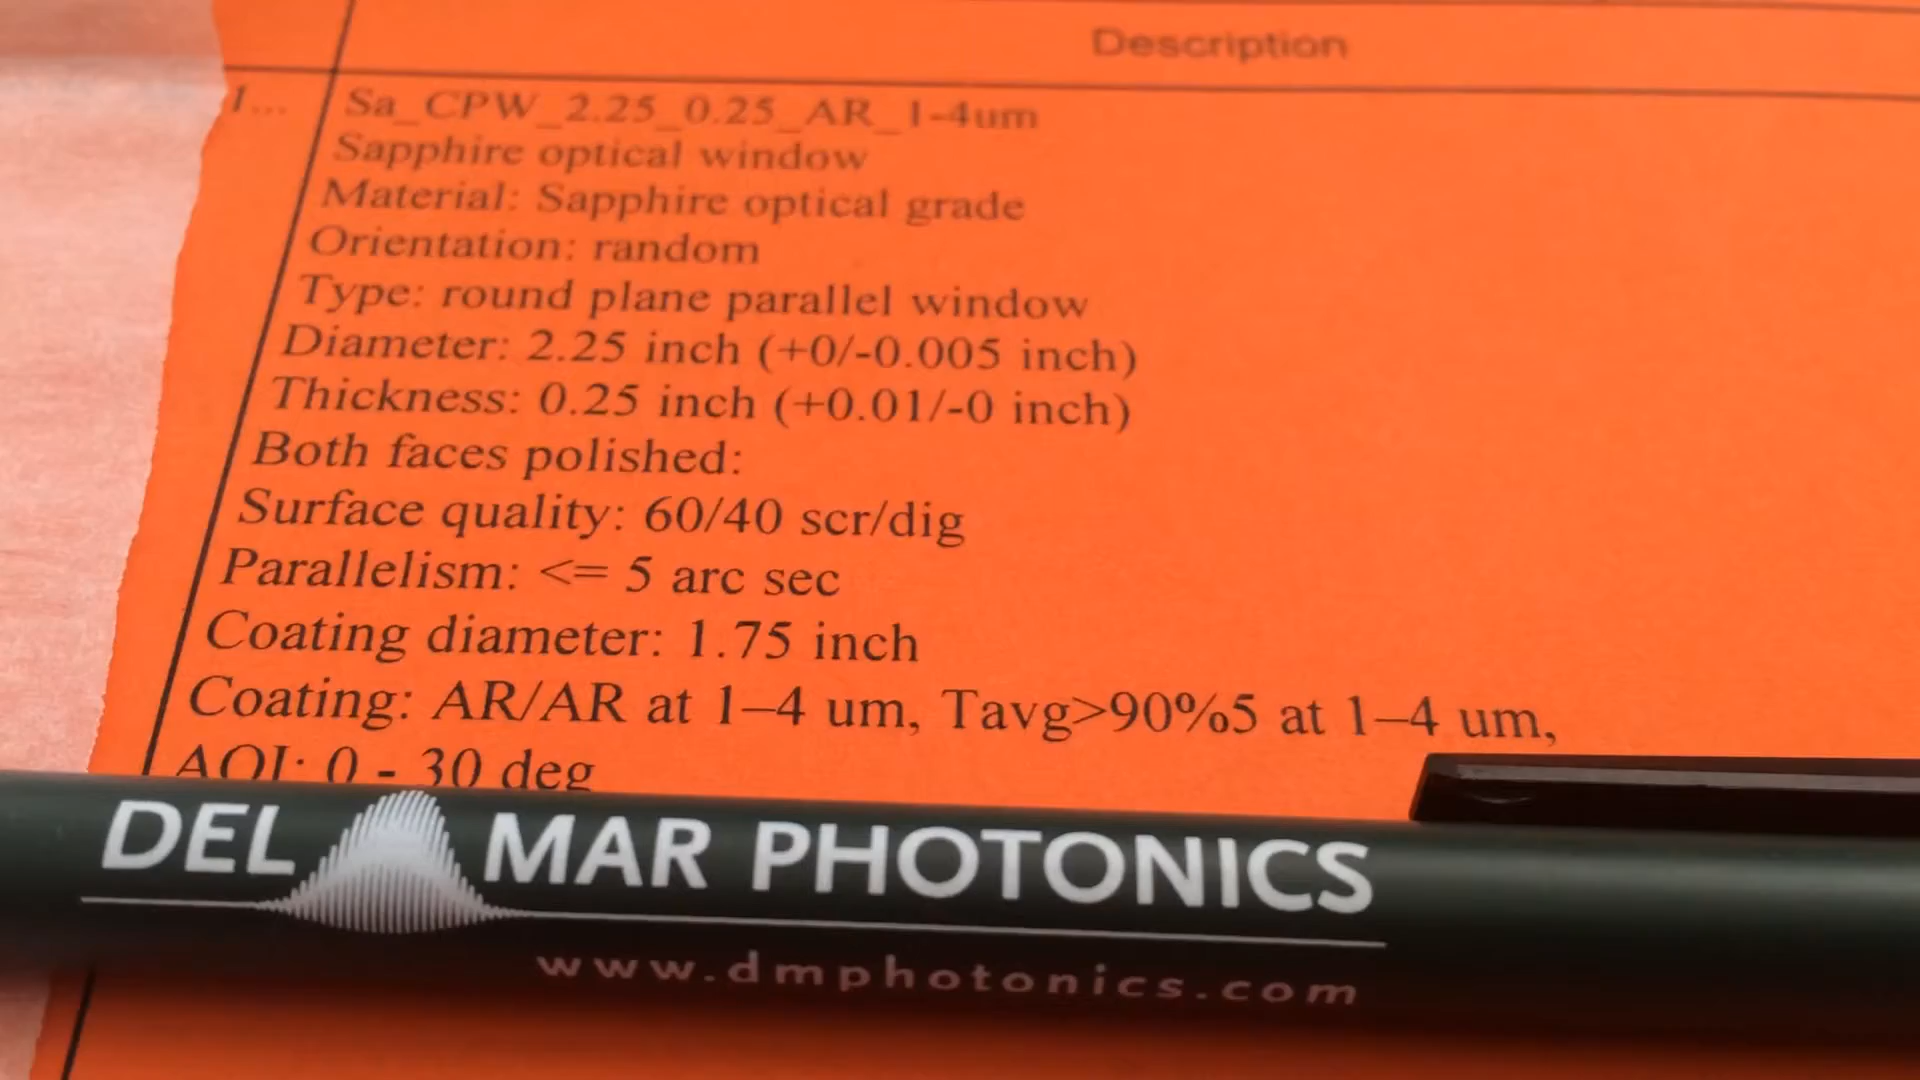 Description
1...
Sa_CPW_2.25_0.25_AR_1-4um
Sapphire optical window
Material: Sapphire optical grade
Orientation: random
Type: round plane parallel window
Diameter: 2.25 inch (+0/-0.005 inch)
Thickness: 0.25 inch (+0.01/-0 inch)
Both faces polished:
Surface quality: 60/40 scr/dig
Parallelism: <= 5 arc sec
Coating diameter: 1.75 inch
Coating: AR/AR at 1–4 um, Tavg>90%5 at 1–4 um,
AOI: 0 - 30 deg
DEL MAR PHOTONICS
www.dmphotonics.com